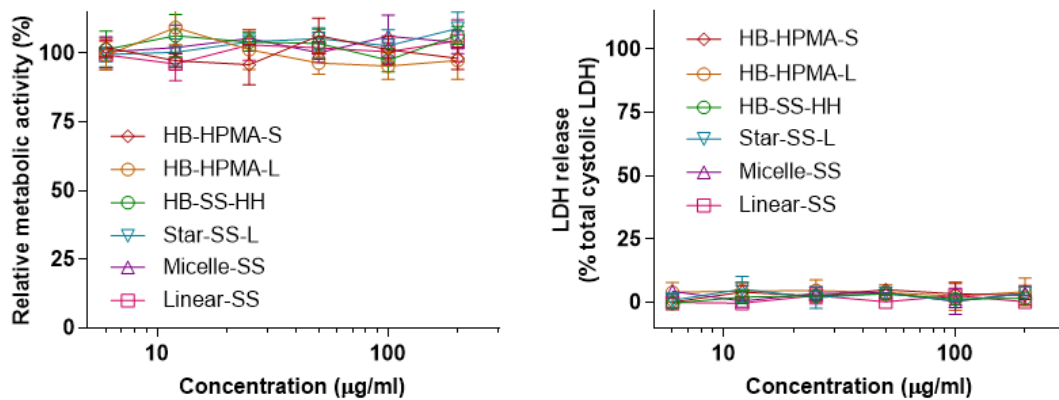 Relative metabolic activity (%)
100
75
50
25
0
HB-HPMA-S
HB-HPMA-L
HB-SS-HH
Star-SS-L
Micelle-SS
Linear-SS
10
100
Concentration (μg/ml)
LDH release
(% total cystolic LDH)
100
75
50
25
0
HB-HPMA-S
HB-HPMA-L
HB-SS-HH
Star-SS-L
Micelle-SS
Linear-SS
10
100
Concentration (μg/ml)